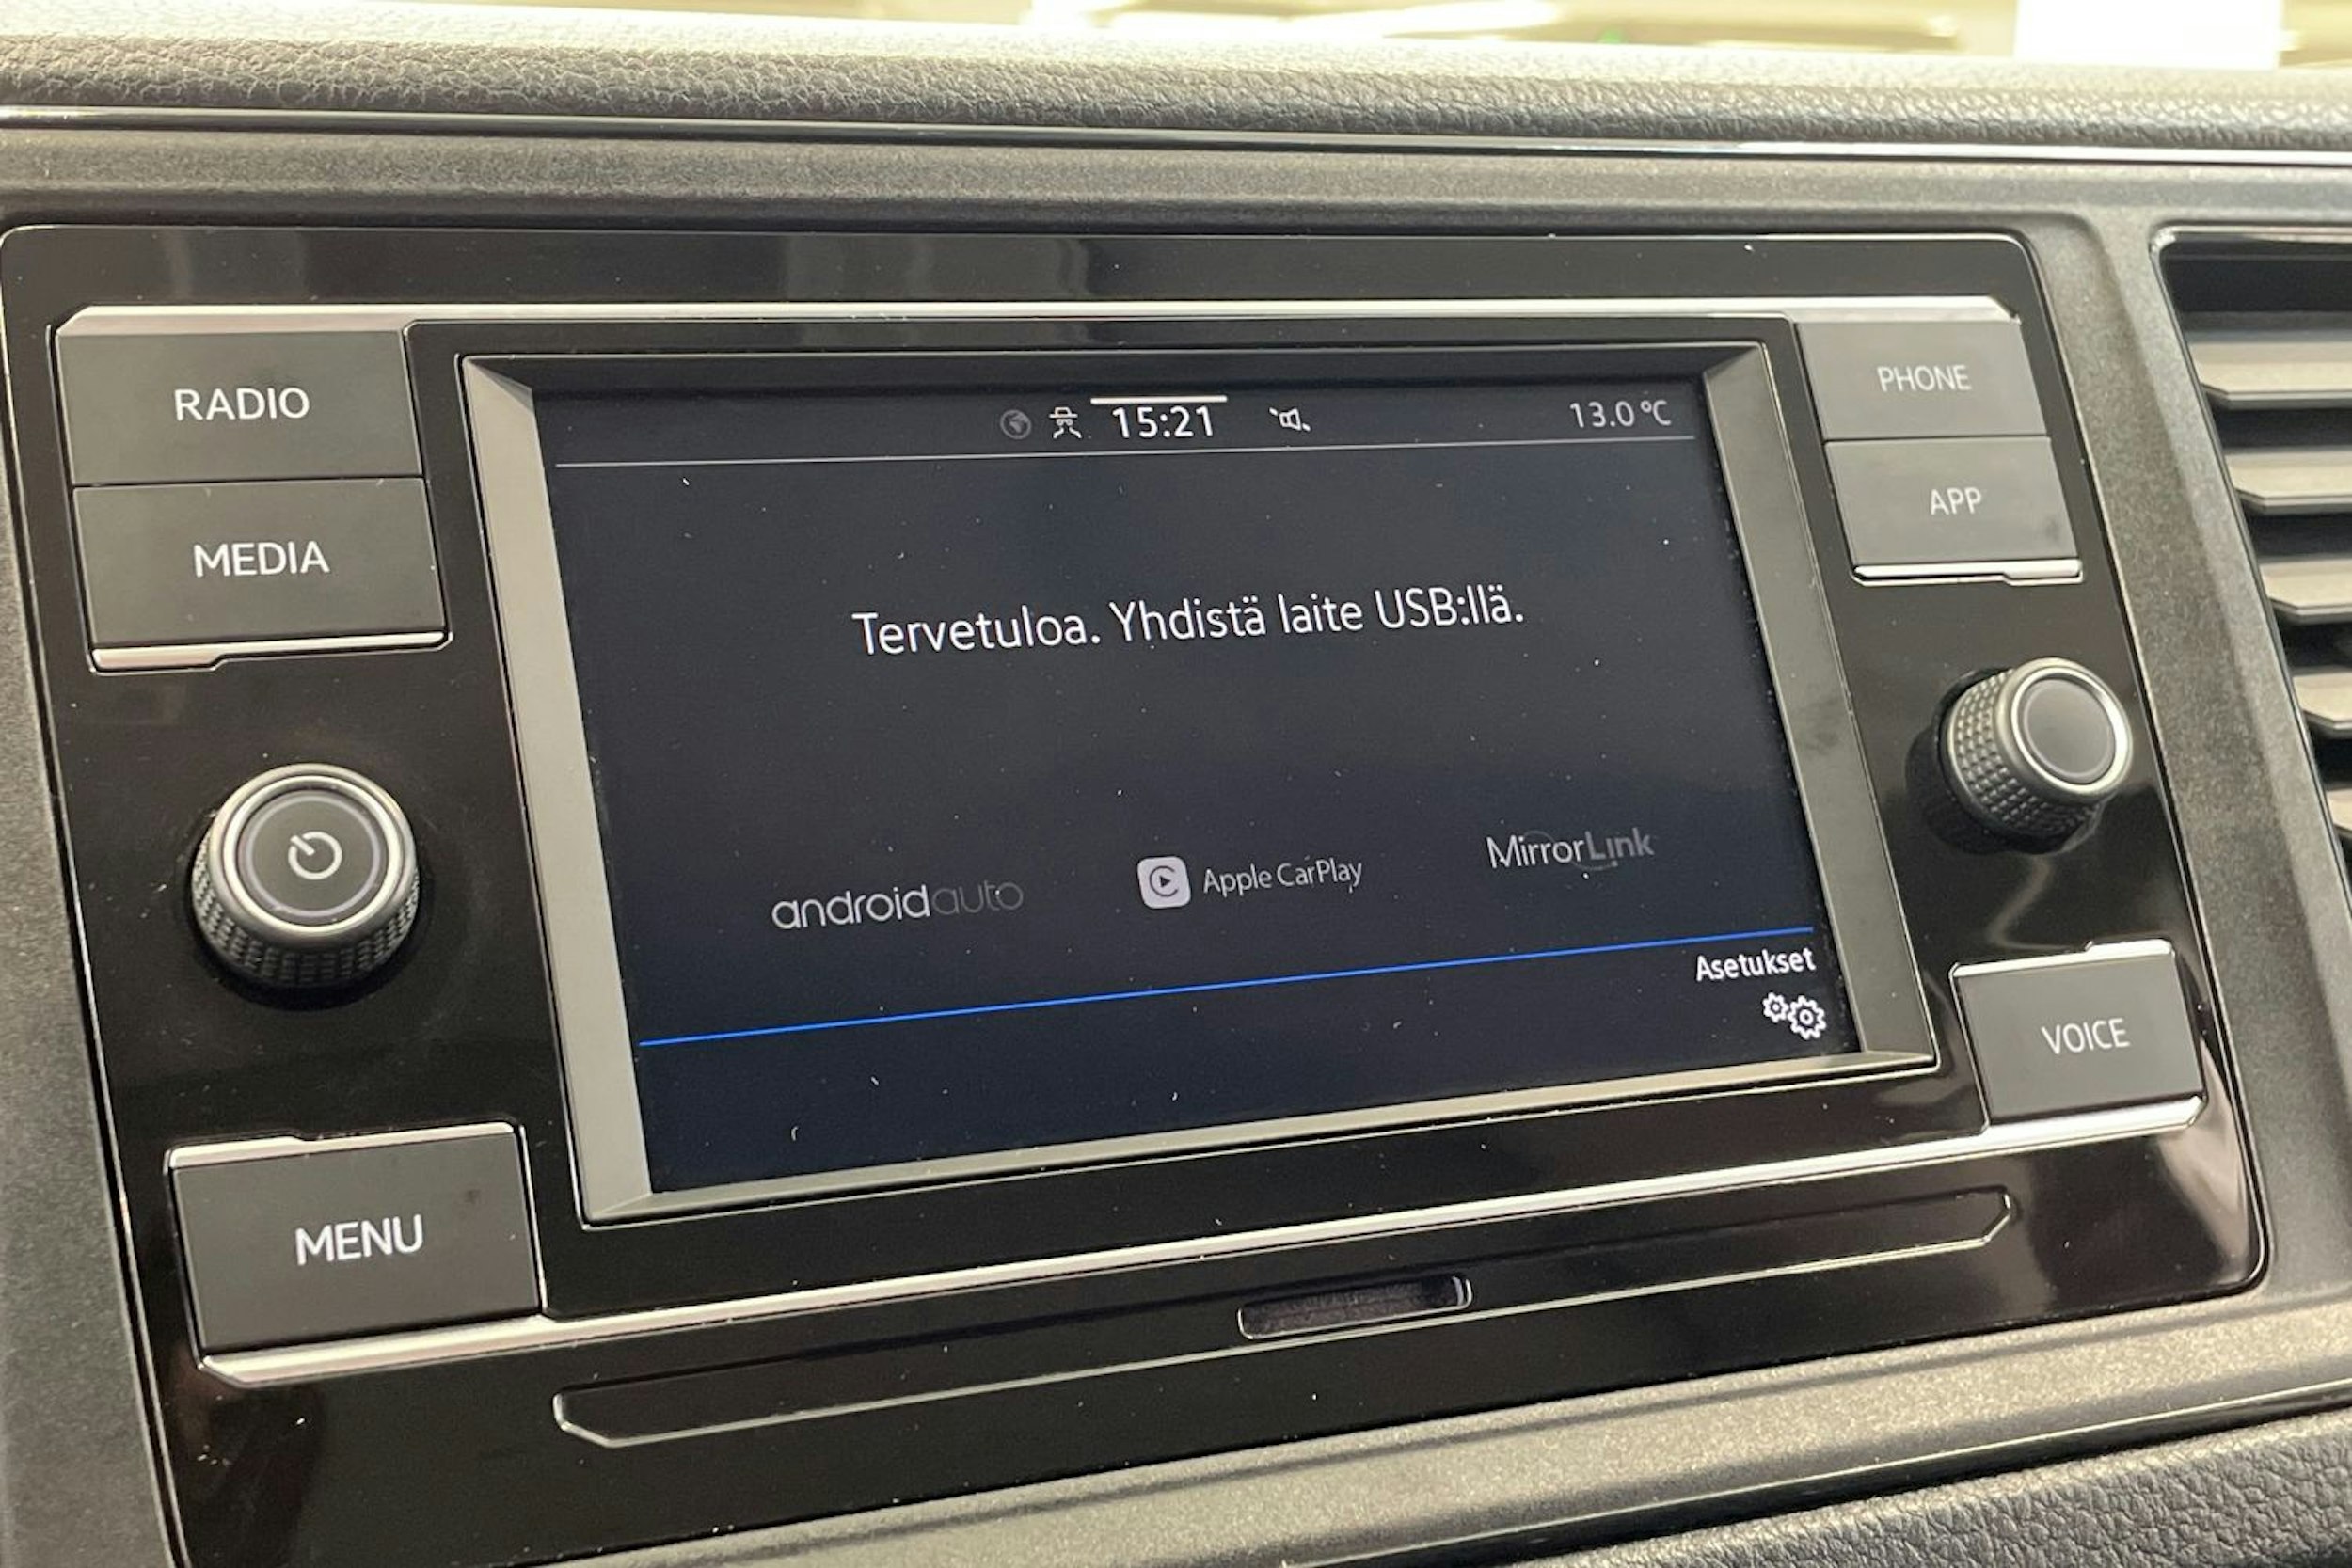 RADIO
MEDIA
MENU
15:21
13.0 °C
Tervetuloa. Yhdistä laite USB:llä.
androidauto
Apple CarPlay
MirrorLink
Asetukset
PHONE
APP
VOICE